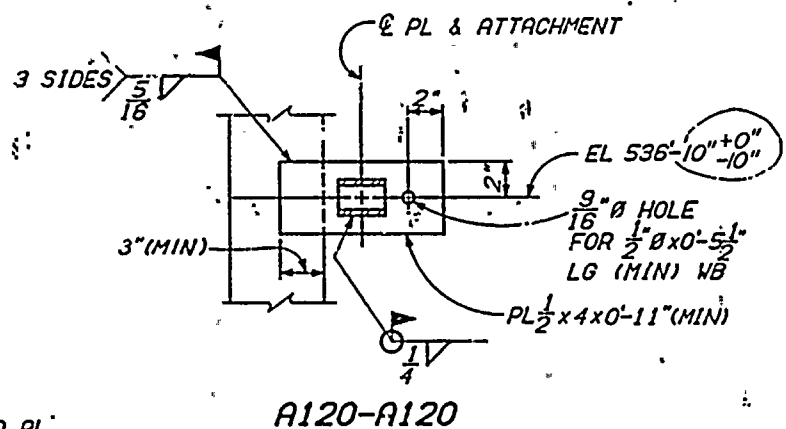 ℄ PL & ATTACHMENT
3 SIDES
5/16
2"
2"
EL 536'-10" +0" -10"
9/16"Ø HOLE
FOR 1/2"Øx0'-5 1/2"
LG (MIN) WB
3"(MIN)
PL 1/2 x 4 x 0'-11"(MIN)
1/4
A120-A120